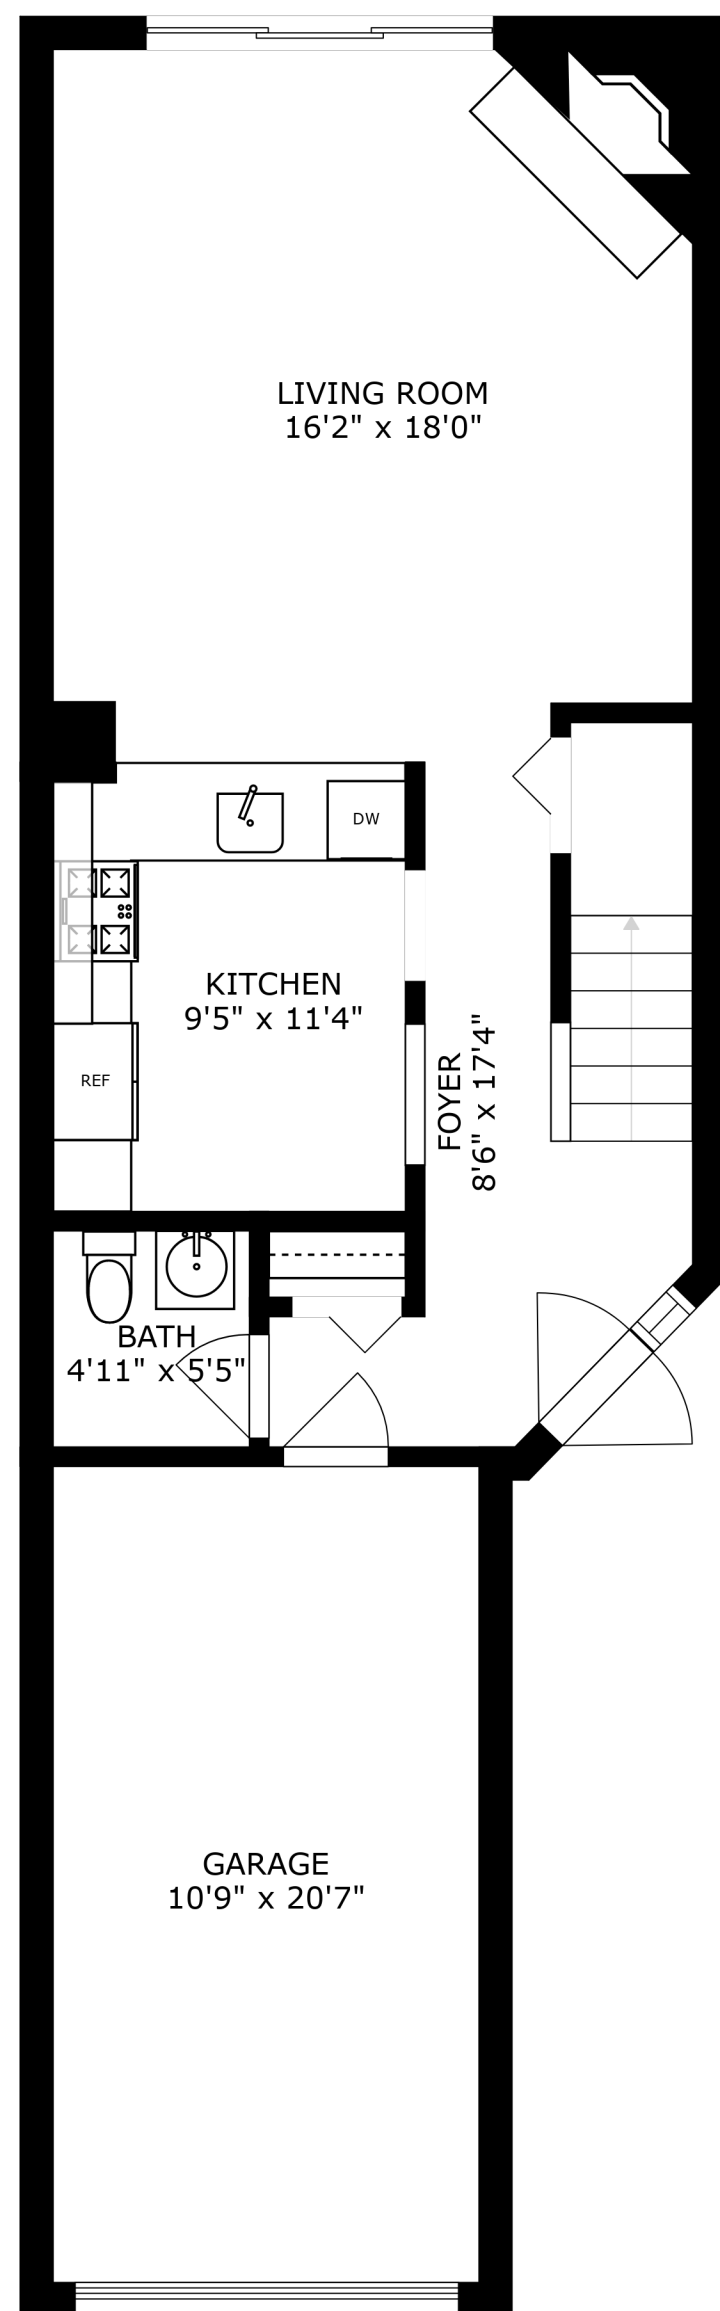 LIVING ROOM
16'2" x 18'0"
DW
KITCHEN
9'5" x 11'4"
REF
FOYER
8'6" x 17'4"
BATH
4'11" x 5'5"
GARAGE
10'9" x 20'7"